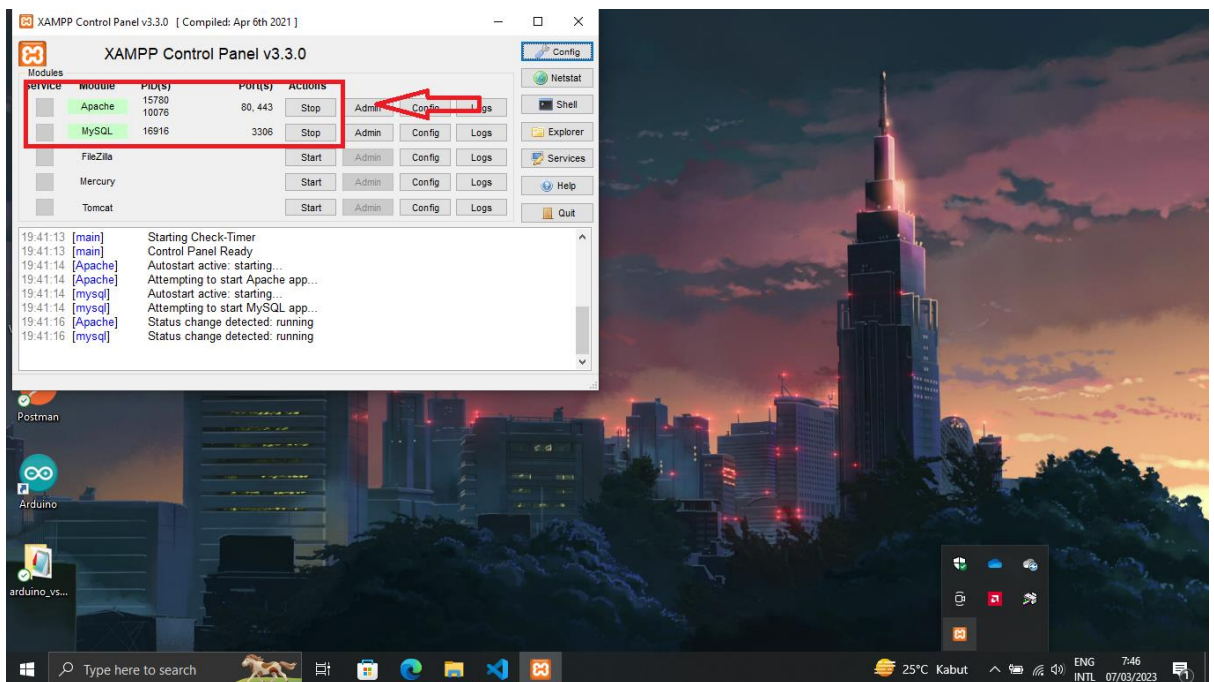 XAMPP Control Panel v3.3.0 [ Compiled: Apr 6th 2021 ]
XAMPP Control Panel v3.3.0
Config
Modules
Service Module PID(s) Port(s) Actions
Netstat
Apache 15780 10076 80, 443 Stop Admin Config Logs
Shell
MySQL 16916 3306 Stop Admin Config Logs
Explorer
FileZilla Start Admin Config Logs
Services
Mercury Start Admin Config Logs
Help
Tomcat Start Admin Config Logs
Quit
19:41:13 [main] Starting Check-Timer
19:41:13 [main] Control Panel Ready
19:41:14 [Apache] Autostart active: starting...
19:41:14 [Apache] Attempting to start Apache app...
19:41:14 [mysql] Autostart active: starting...
19:41:14 [mysql] Attempting to start MySQL app...
19:41:16 [Apache] Status change detected: running
19:41:16 [mysql] Status change detected: running
Postman
Arduino
arduino_vs...
Type here to search
25°C Kabut
ENG
INTL
7:46
07/03/2023
1